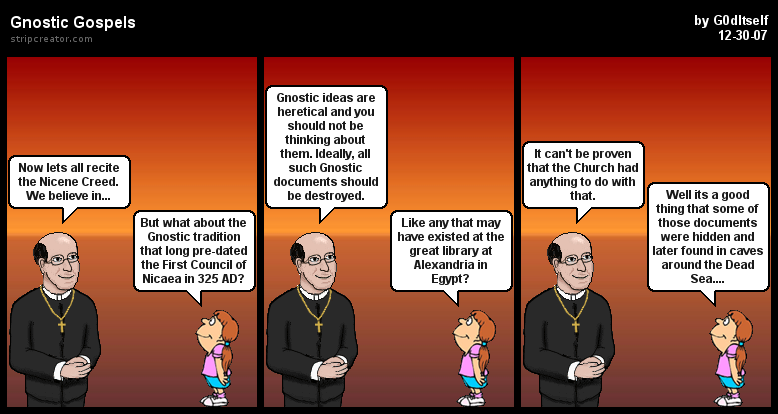 Gnostic Gospels
stripcreator.com
by G0dItself
12-30-07
Now lets all recite
the Nicene Creed.
We believe in...
But what about the
Gnostic tradition
that long pre-dated
the First Council of
Nicaea in 325 AD?
Gnostic ideas are
heretical and you
should not be
thinking about
them. Ideally, all
such Gnostic
documents should
be destroyed.
Like any that may
have existed at the
great library at
Alexandria in
Egypt?
It can't be proven
that the Church had
anything to do with
that.
Well its a good
thing that some of
those documents
were hidden and
later found in caves
around the Dead
Sea....